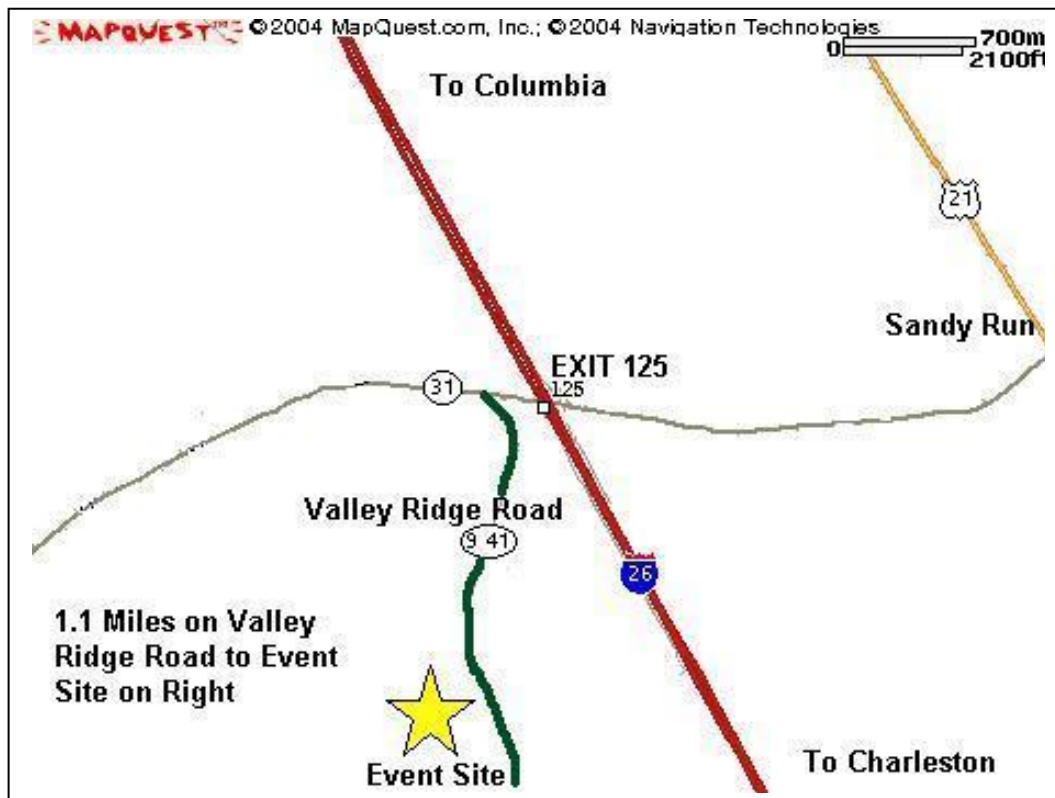 MAPQUEST ©2004 MapQuest.com, Inc.; ©2004 Navigation Technologies
0 700m
2100ft
To Columbia
21
Sandy Run
EXIT 125
125
31
Valley Ridge Road
9 41
26
1.1 Miles on Valley
Ridge Road to Event
Site on Right
Event Site
To Charleston